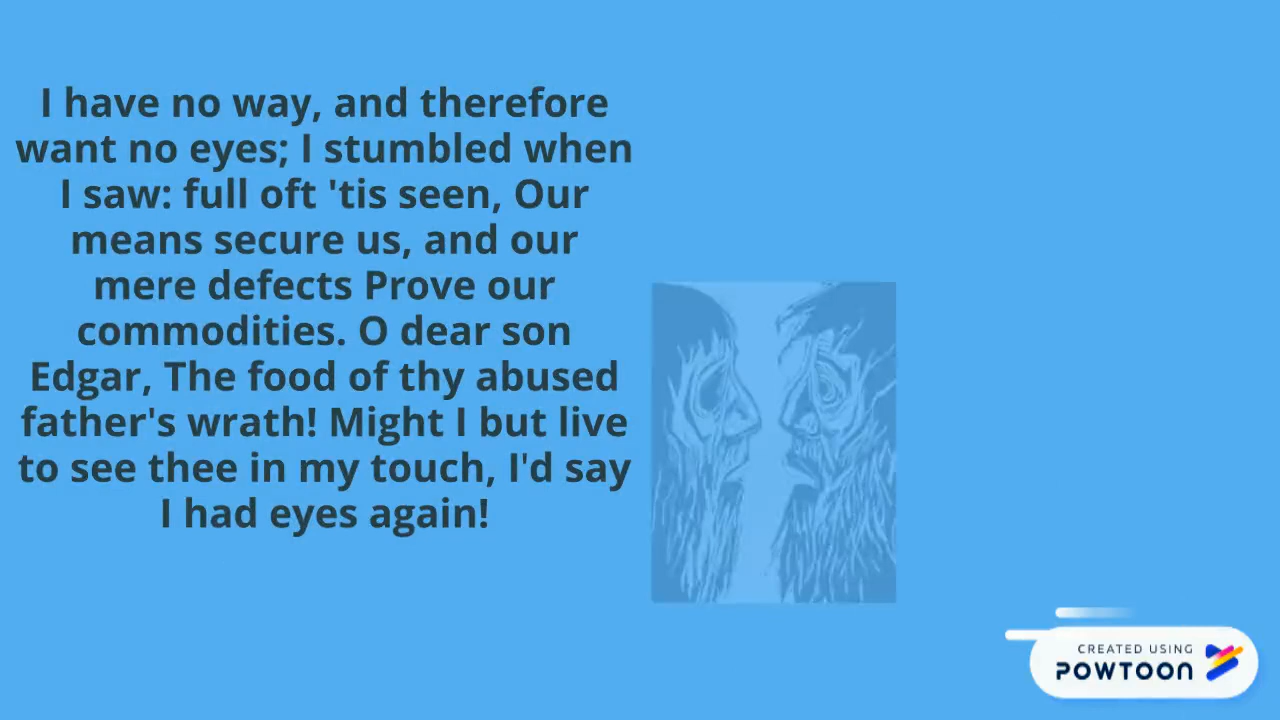 I have no way, and therefore
want no eyes; I stumbled when
I saw: full oft 'tis seen, Our
means secure us, and our
mere defects Prove our
commodities. O dear son
Edgar, The food of thy abused
father's wrath! Might I but live
to see thee in my touch, I'd say
I had eyes again!
CREATED USING
POWTOON